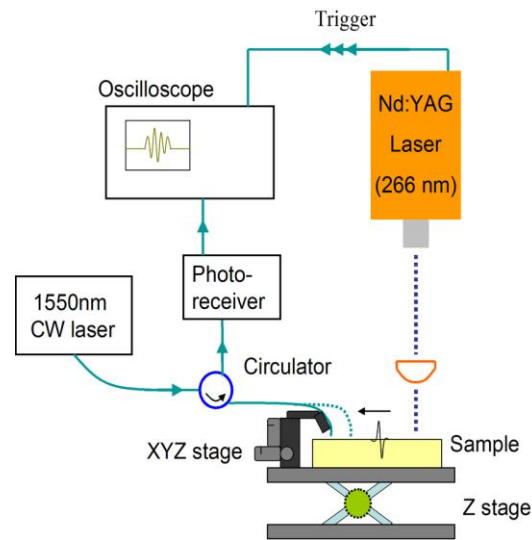 Trigger
Oscilloscope
Nd:YAG
Laser
(266 nm)
Photo-
receiver
1550nm
CW laser
Circulator
XYZ stage
Sample
Z stage